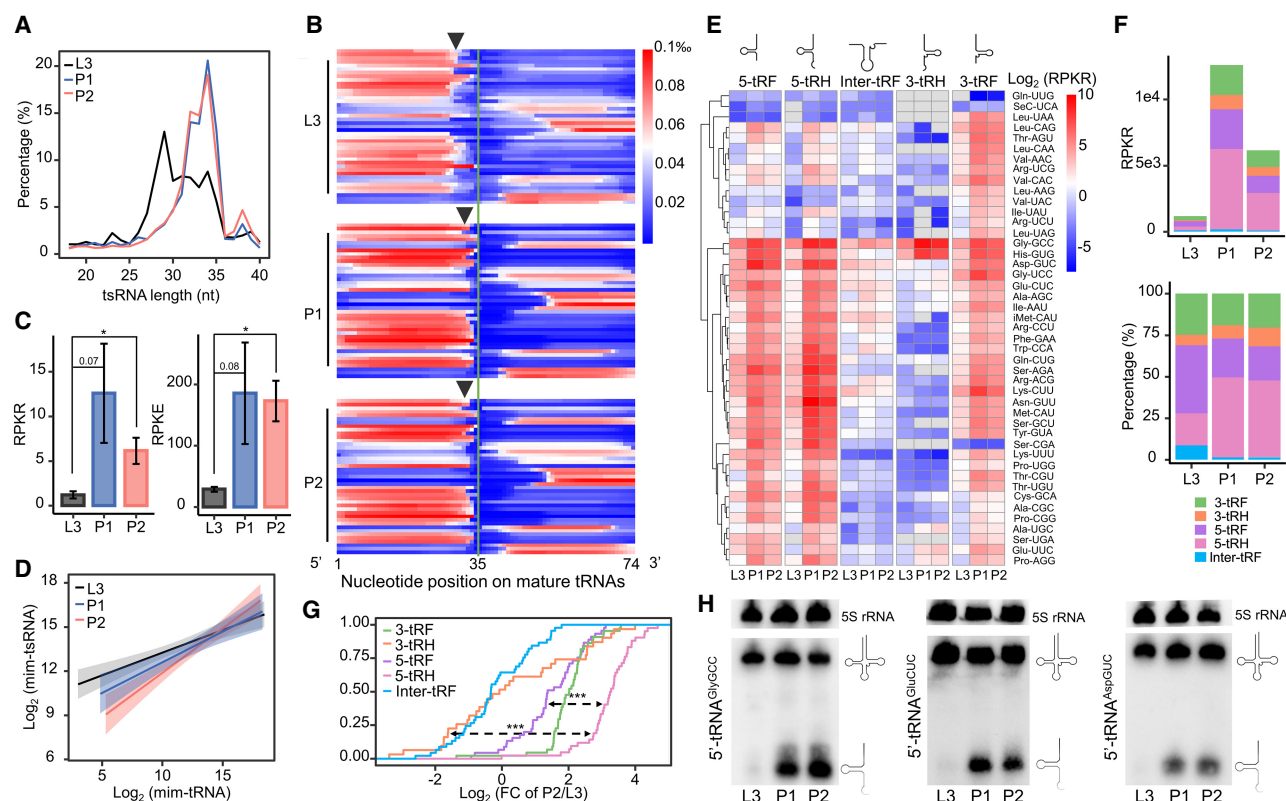 A
L3
P1
P2
Percentage (%)
20
15
10
5
0
20 25 30 35 40
tsRNA length (nt)
B
L3
P1
P2
5' 1 35 74 3'
Nucleotide position on mature tRNAs
0.1‰
0.08
0.06
0.04
0.02
C
RPKR
15
10
5
0
0.07
*
L3 P1 P2
RPKE
200
100
0
0.08
*
L3 P1 P2
D
L3
P1
P2
Log2 (mim-tsRNA)
18
15
12
9
6
5 10 15
Log2 (mim-tRNA)
E
5-tRF 5-tRH Inter-tRF 3-tRH 3-tRF
Log2 (RPKR)
10
5
0
-5
Gln-UUG
SeC-UCA
Leu-UAA
Leu-CAG
Thr-AGU
Leu-CAA
Val-AAC
Arg-UCG
Val-CAC
Leu-AAG
Val-UAC
Ile-UAU
Arg-UCU
Leu-UAG
Gly-GCC
His-GUG
Asp-GUC
Gly-UCC
Glu-CUC
Ala-AGC
Ile-AAU
iMet-CAU
Arg-CCU
Phe-GAA
Trp-CCA
Gln-CUG
Ser-AGA
Arg-ACG
Lys-CUU
Asn-GUU
Met-CAU
Ser-GCU
Tyr-GUA
Ser-CGA
Lys-UUU
Pro-UGG
Thr-CGU
Thr-UGU
Cys-GCA
Ala-CGC
Pro-CGG
Ala-UGC
Ser-UGA
Glu-UUC
Pro-AGG
L3 P1 P2 L3 P1 P2 L3 P1 P2 L3 P1 P2 L3 P1 P2
F
RPKR
1e4
5e3
0
L3 P1 P2
Percentage (%)
100
75
50
25
0
L3 P1 P2
3-tRF
3-tRH
5-tRF
5-tRH
Inter-tRF
G
3-tRF
3-tRH
5-tRF
5-tRH
Inter-tRF
1.00
0.75
0.50
0.25
0.00
***
***
-2 0 2 4
Log2 (FC of P2/L3)
H
5S rRNA
5'-tRNAGlyGCC
L3 P1 P2
5S rRNA
5'-tRNAGluCUC
L3 P1 P2
5S rRNA
5'-tRNAAspGUC
L3 P1 P2